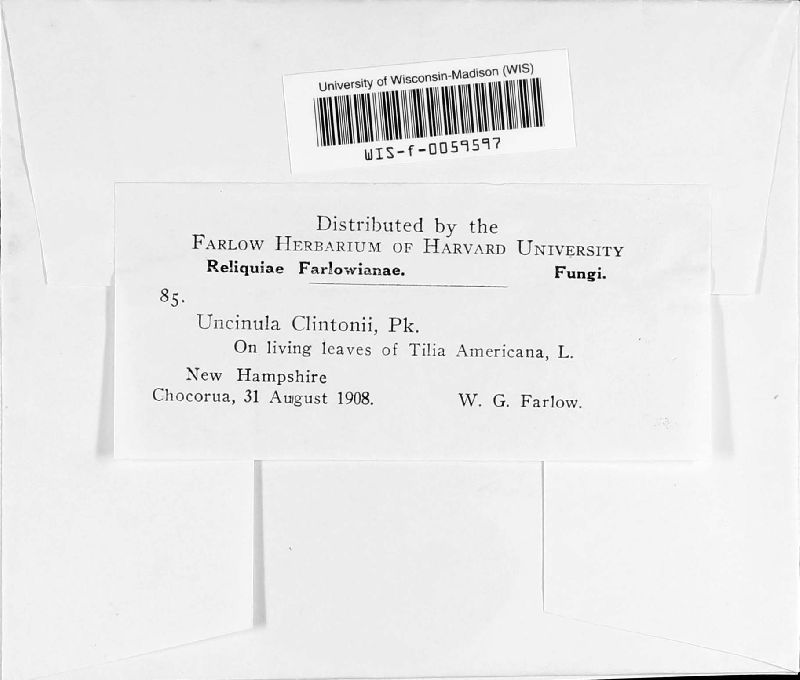 University of Wisconsin-Madison (WIS)
WIS-f-0059597
Distributed by the
Farlow Herbarium of Harvard University
Reliquiae Farlowianae. Fungi.
85.
Uncinula Clintonii, Pk.
On living leaves of Tilia Americana, L.
New Hampshire
Chocorua, 31 August 1908. W. G. Farlow.